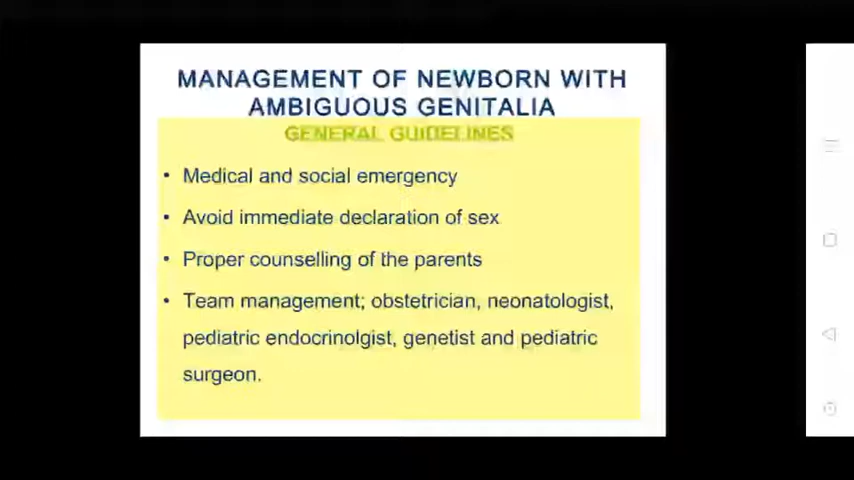 MANAGEMENT OF NEWBORN WITH
AMBIGUOUS GENITALIA
GENERAL GUIDELINES
• Medical and social emergency
• Avoid immediate declaration of sex
• Proper counselling of the parents
• Team management; obstetrician, neonatologist,
pediatric endocrinolgist, genetist and pediatric
surgeon.